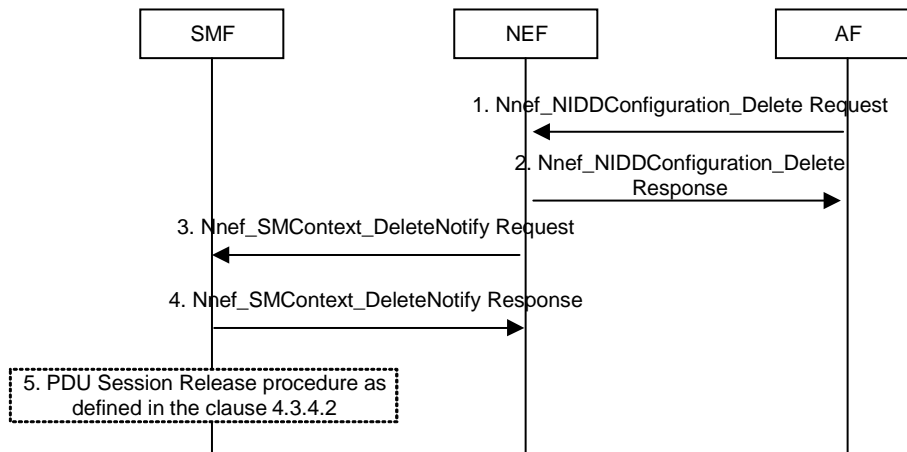 SMF
NEF
AF
1. Nnef_NIDDConfiguration_Delete Request
2. Nnef_NIDDConfiguration_Delete
Response
3. Nnef_SMContext_DeleteNotify Request
4. Nnef_SMContext_DeleteNotify Response
5. PDU Session Release procedure as
defined in the clause 4.3.4.2